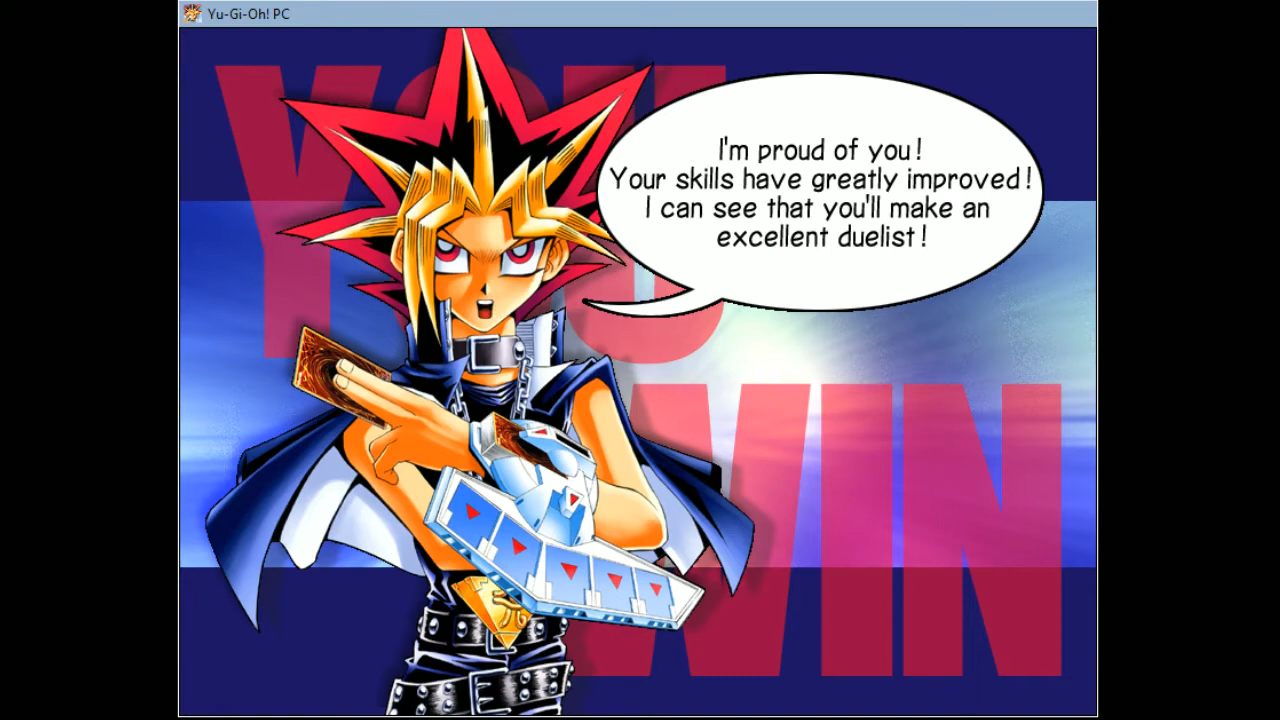 Yu-Gi-Oh! PC
YOU
WIN
I'm proud of you!
Your skills have greatly improved!
I can see that you'll make an
excellent duelist!